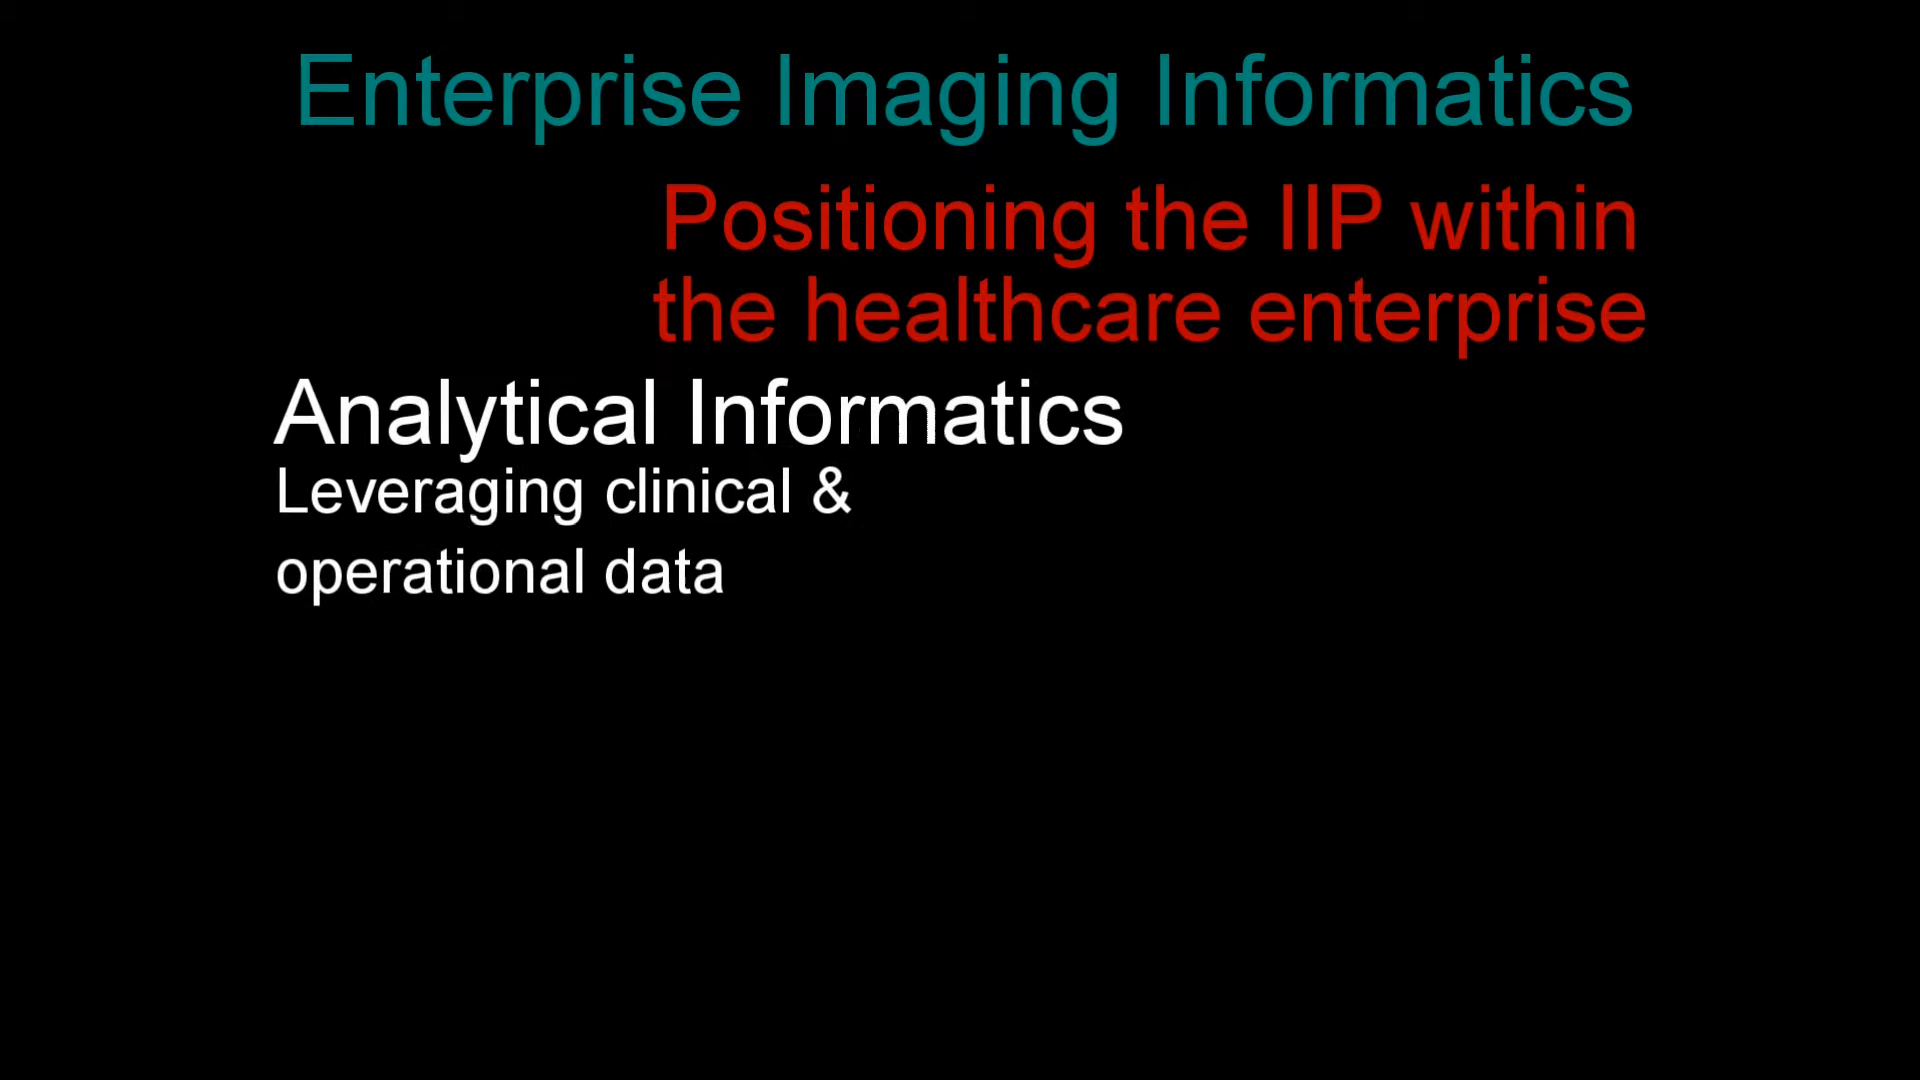 Enterprise Imaging Informatics
Positioning the IIP within
the healthcare enterprise
Analytical Informatics
Leveraging clinical &
operational data